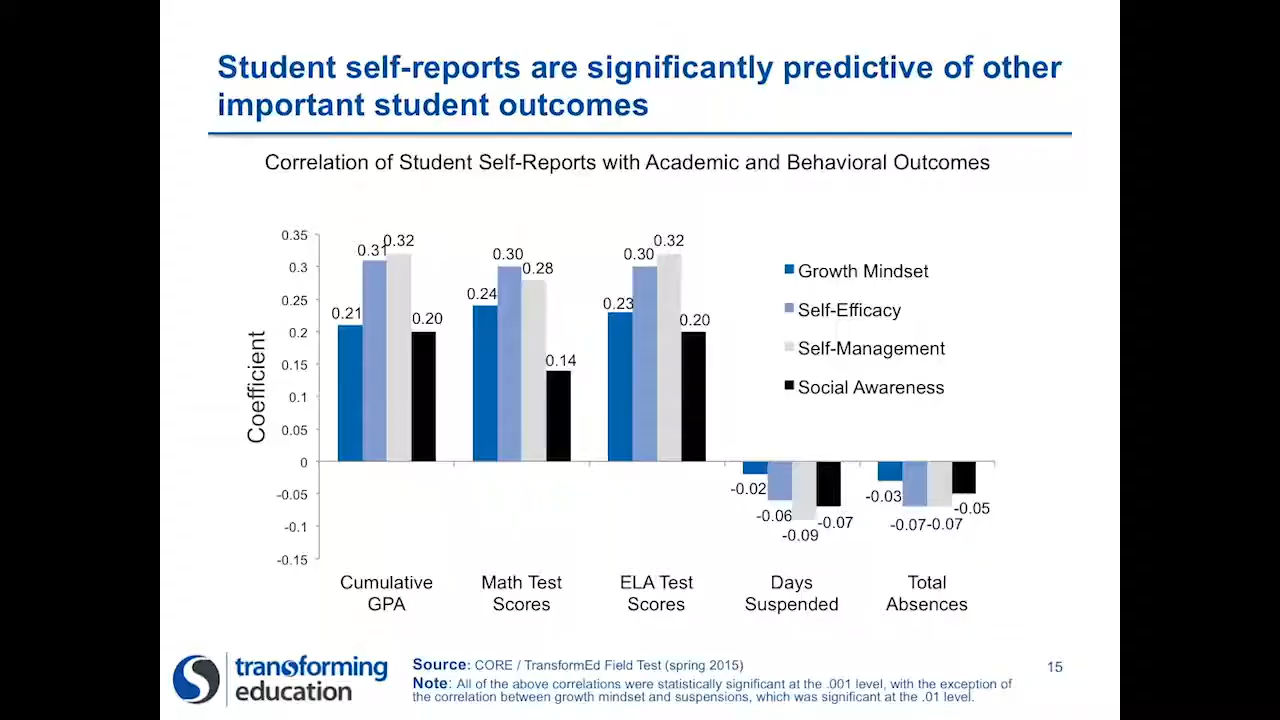 Student self-reports are significantly predictive of other
important student outcomes
Correlation of Student Self-Reports with Academic and Behavioral Outcomes
Coefficient
0.35
0.3
0.25
0.2
0.15
0.1
0.05
0
-0.05
-0.1
-0.15
0.21
0.31
0.32
0.20
0.24
0.30
0.28
0.14
0.23
0.30
0.32
0.20
-0.02
-0.06
-0.09
-0.07
-0.03
-0.07
-0.07
-0.05
Growth Mindset
Self-Efficacy
Self-Management
Social Awareness
Cumulative
GPA
Math Test
Scores
ELA Test
Scores
Days
Suspended
Total
Absences
transforming
education
Source: CORE / TransformEd Field Test (spring 2015)
Note: All of the above correlations were statistically significant at the .001 level, with the exception of
the correlation between growth mindset and suspensions, which was significant at the .01 level.
15